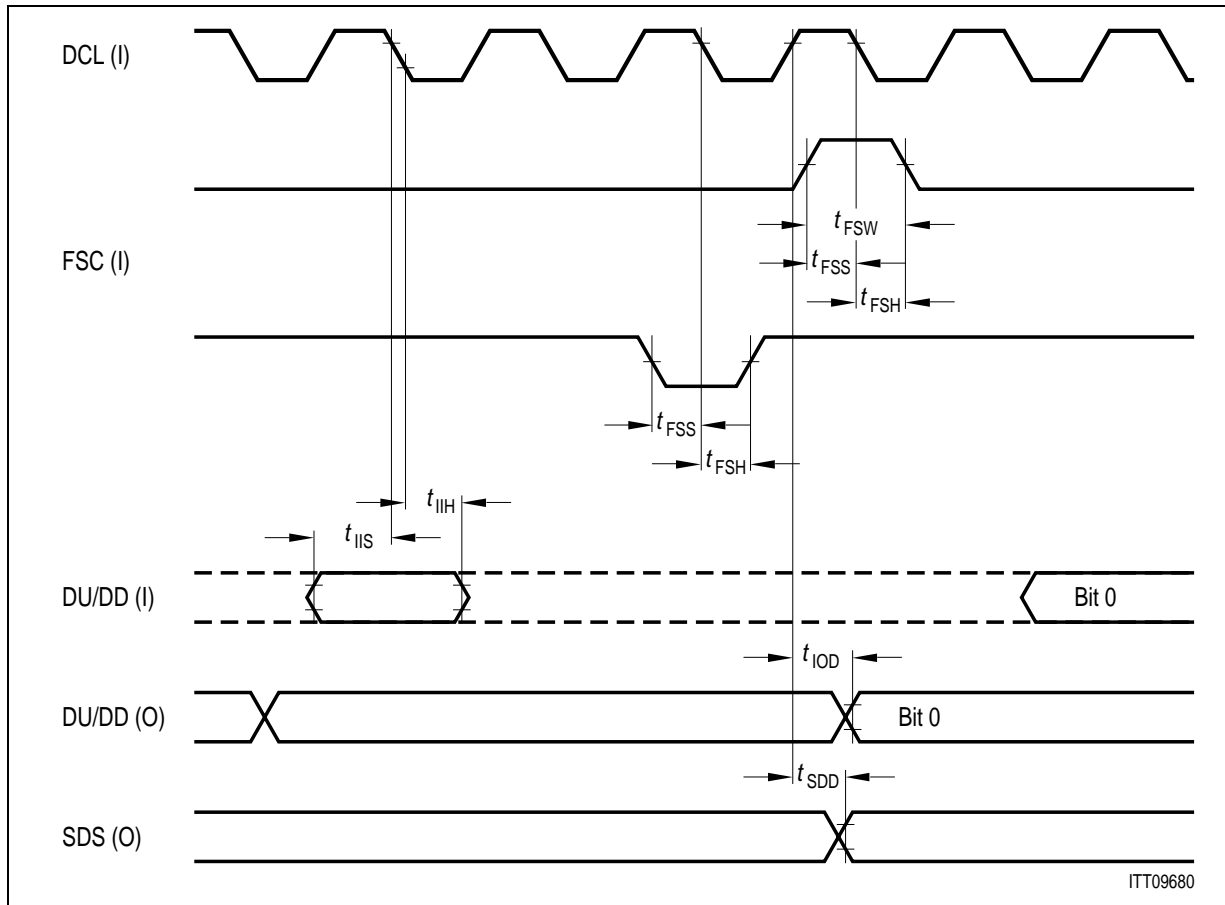 DCL (I)
t FSW
FSC (I)
t FSS
t FSH
t FSS
t FSH
t IIH
t IIS
DU/DD (I)
Bit 0
t IOD
DU/DD (O)
Bit 0
t SDD
SDS (O)
ITT09680